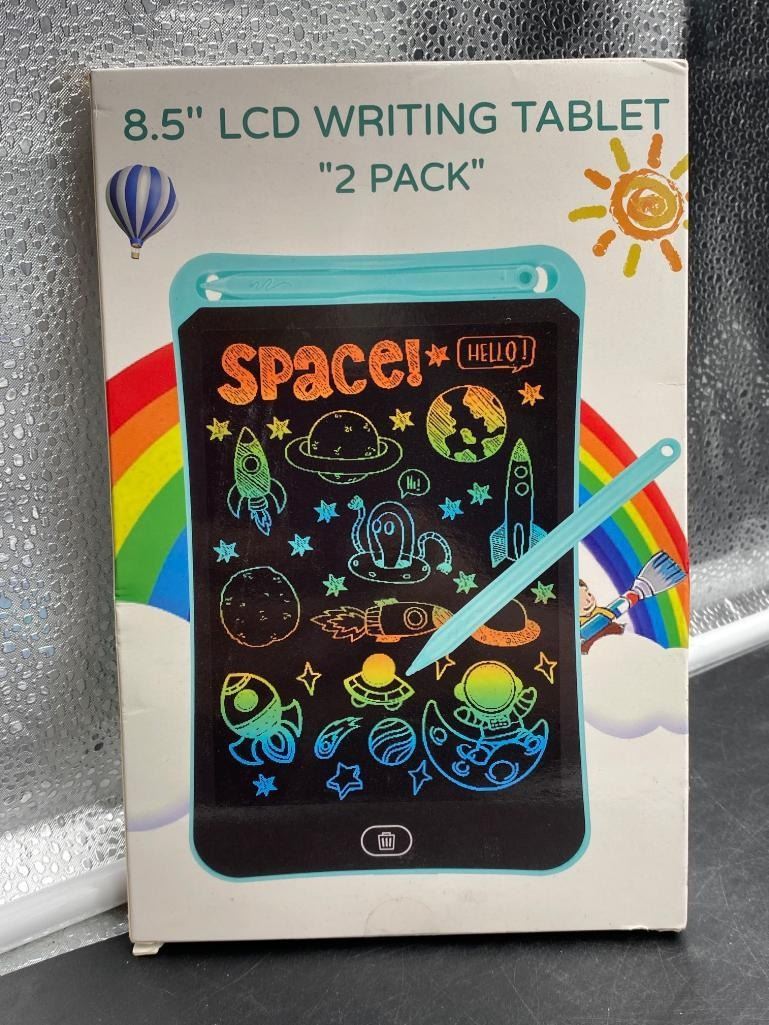 8.5" LCD WRITING TABLET
"2 PACK"
SPACE!
HELLO!
Hi!